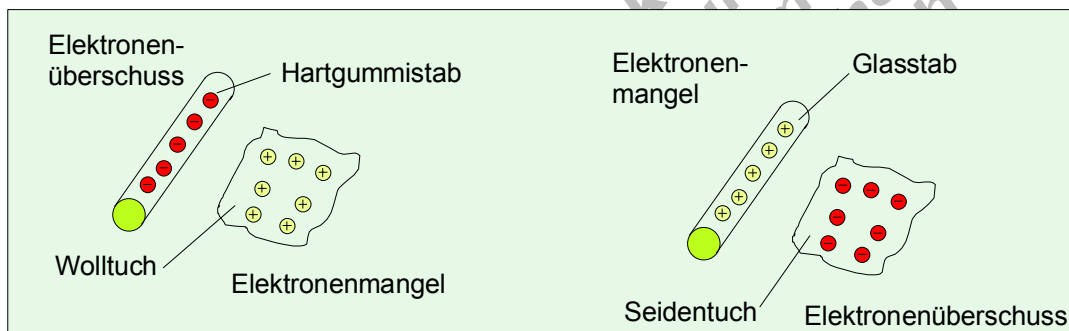 Elektronen-
überschuss
Hartgummistab
Wolltuch
Elektronenmangel
Elektronen-
mangel
Glasstab
Seidentuch
Elektronenüberschuss